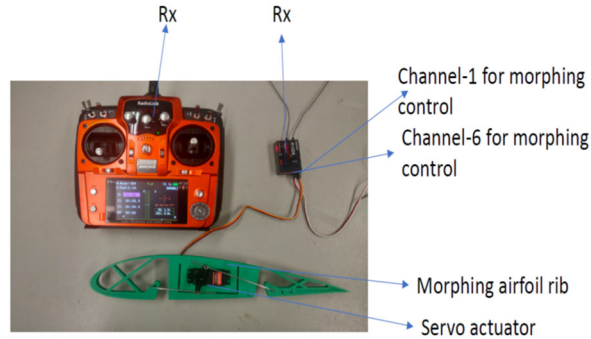 Rx
Rx
Channel-1 for morphing
control
Channel-6 for morphing
control
RadioLink
Morphing airfoil rib
Servo actuator